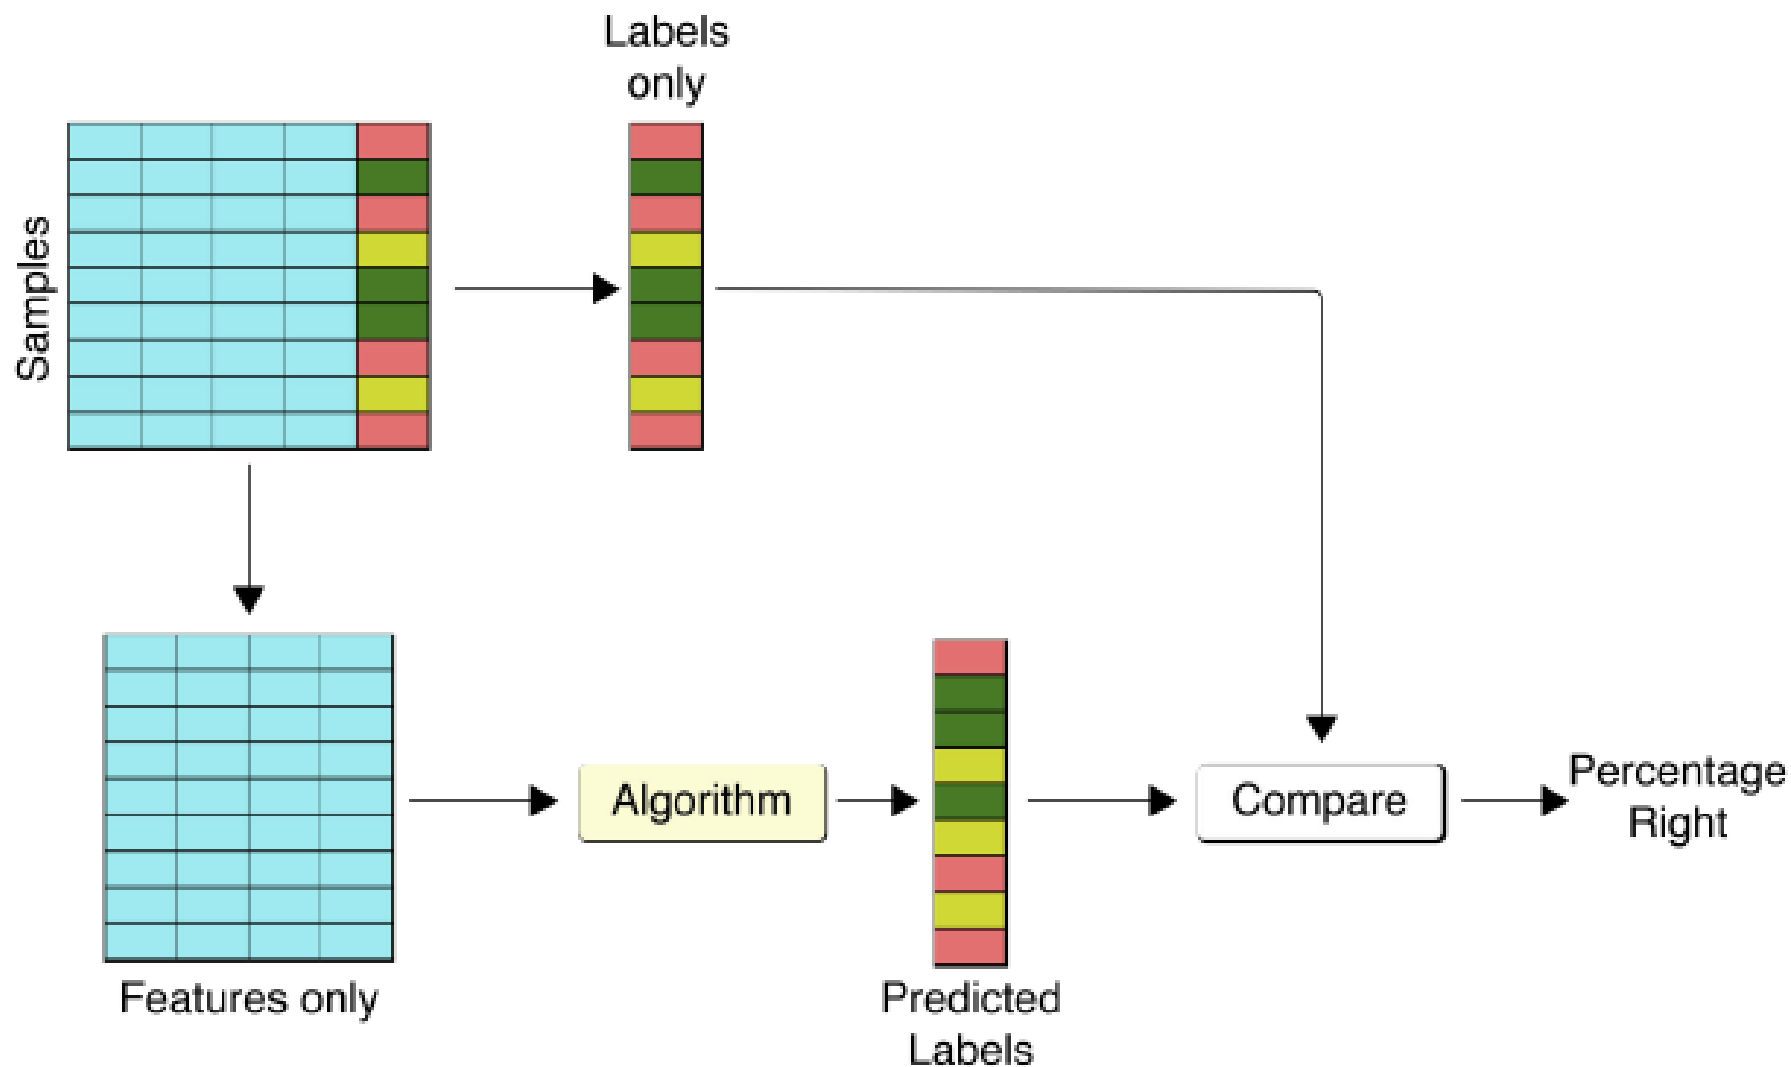 Labels
only
Samples
Algorithm
Compare
Percentage
Right
Features only
Predicted
Labels